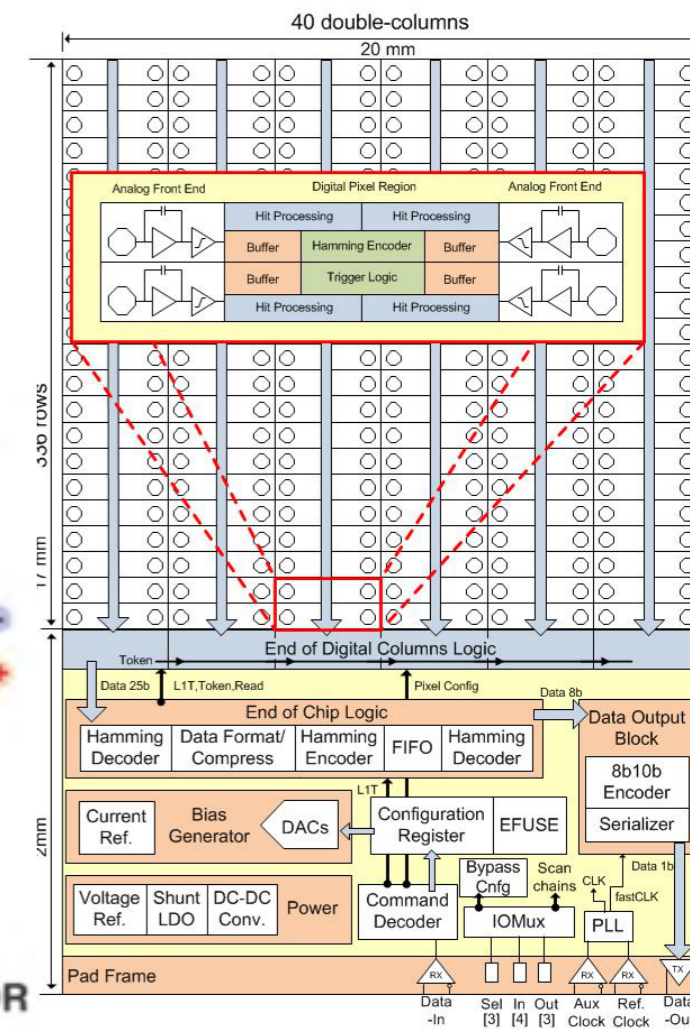 40 double-columns
20 mm
Analog Front End
Digital Pixel Region
Analog Front End
Hit Processing
Hit Processing
Buffer
Hamming Encoder
Buffer
Buffer
Trigger Logic
Buffer
Hit Processing
Hit Processing
336 rows
17 mm
End of Digital Columns Logic
Token
Data 25b
L1T,Token,Read
Pixel Config
Data 8b
End of Chip Logic
Hamming
Decoder
Data Format/
Compress
Hamming
Encoder
FIFO
Hamming
Decoder
Data Output
Block
8b10b
Encoder
Serializer
L1T
Current
Ref.
Bias
Generator
DACs
Configuration
Register
EFUSE
2mm
Voltage
Ref.
Shunt
LDO
DC-DC
Conv.
Power
Command
Decoder
Bypass
Cnfg
Scan
chains
IOMux
CLK
Data 1b
fastCLK
PLL
Pad Frame
RX
RX
RX
TX
Data
-In
Sel
[3]
In
[4]
Out
[3]
Aux
Clock
Ref.
Clock
Data
-Out